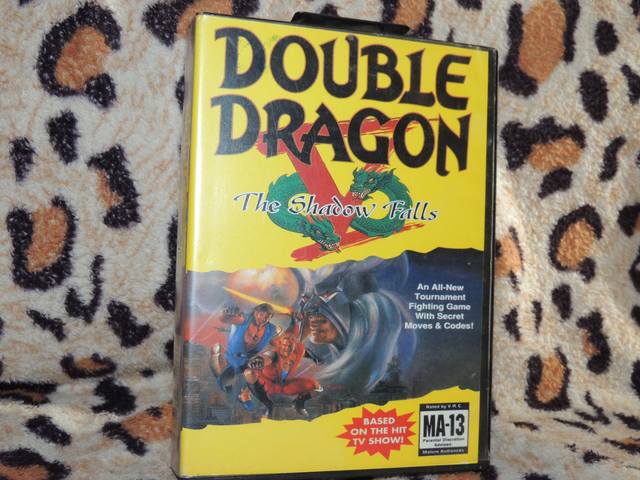 DOUBLE
DRAGON
V
The Shadow Falls
An All-New
Tournament
Fighting Game
With Secret
Moves & Codes!
BASED
ON THE HIT
TV SHOW!
Rated by V.R.C.
MA-13
Parental Discretion
Advised
Mature Audiences